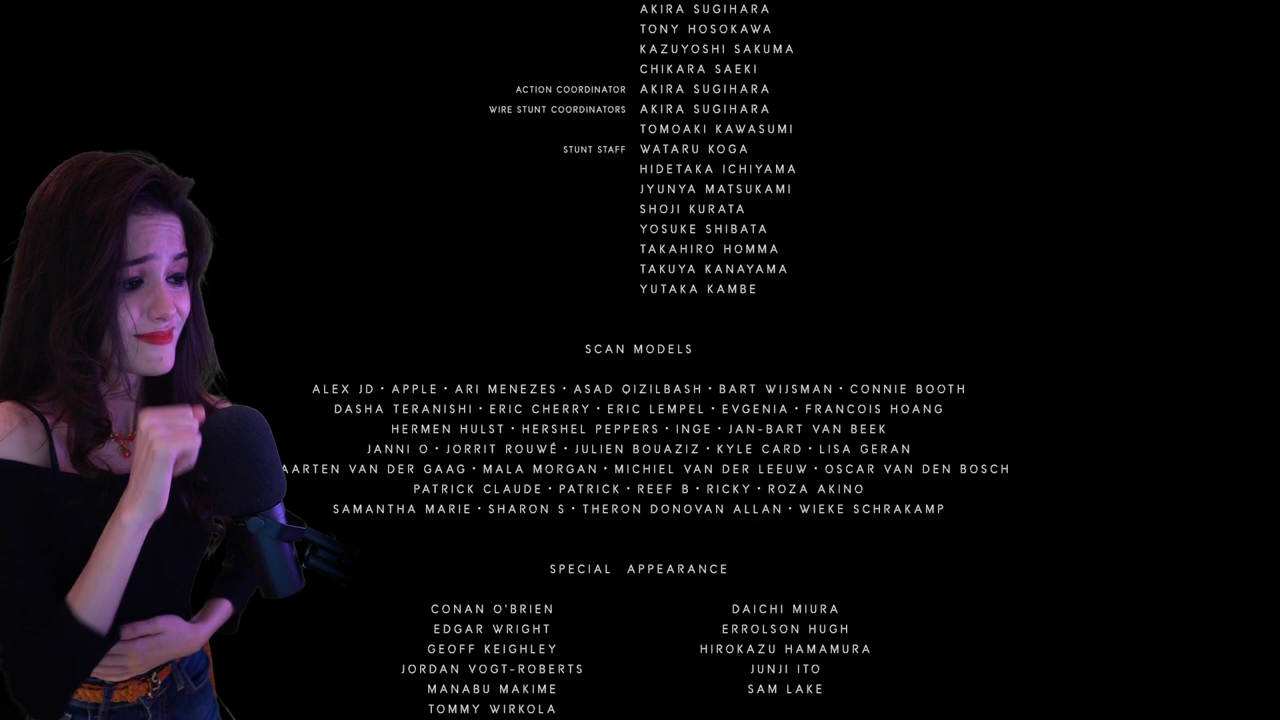 AKIRA SUGIHARA
TONY HOSOKAWA
KAZUYOSHI SAKUMA
CHIKARA SAEKI
ACTION COORDINATOR AKIRA SUGIHARA
WIRE STUNT COORDINATORS AKIRA SUGIHARA
TOMOAKI KAWASUMI
STUNT STAFF WATARU KOGA
HIDETAKA ICHIYAMA
JYUNYA MATSUKAMI
SHOJI KURATA
YOSUKE SHIBATA
TAKAHIRO HOMMA
TAKUYA KANAYAMA
YUTAKA KAMBE
SCAN MODELS
ALEX JD • APPLE • ARI MENEZES • ASAD QIZILBASH • BART WIJSMAN • CONNIE BOOTH
DASHA TERANISHI • ERIC CHERRY • ERIC LEMPEL • EVGENIA • FRANCOIS HOANG
HERMEN HULST • HERSHEL PEPPERS • INGE • JAN-BART VAN BEEK
JANNI O • JORRIT ROUWÉ • JULIEN BOUAZIZ • KYLE CARD • LISA GERAN
AARTEN VAN DER GAAG • MALA MORGAN • MICHIEL VAN DER LEEUW • OSCAR VAN DEN BOSCH
PATRICK CLAUDE • PATRICK • REEF B • RICKY • ROZA AKINO
SAMANTHA MARIE • SHARON S • THERON DONOVAN ALLAN • WIEKE SCHRAKAMP
SPECIAL APPEARANCE
CONAN O'BRIEN DAICHI MIURA
EDGAR WRIGHT ERROLSON HUGH
GEOFF KEIGHLEY HIROKAZU HAMAMURA
JORDAN VOGT-ROBERTS JUNJI ITO
MANABU MAKIME SAM LAKE
TOMMY WIRKOLA